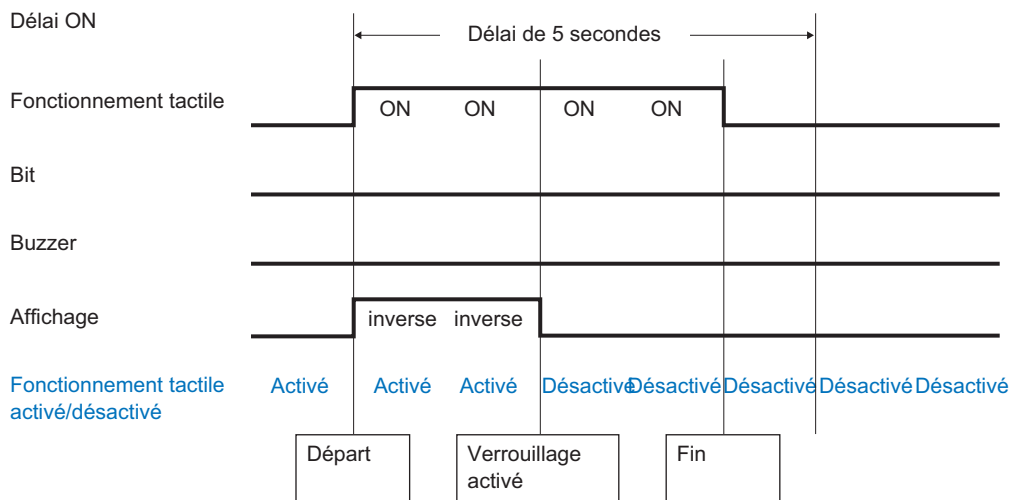 Délai ON
Délai de 5 secondes
Fonctionnement tactile
ON ON ON ON
Bit
Buzzer
Affichage
inverse inverse
Fonctionnement tactile
activé/désactivé
Activé Activé Activé Désactivé Désactivé Désactivé Désactivé Désactivé
Départ
Verrouillage
activé
Fin